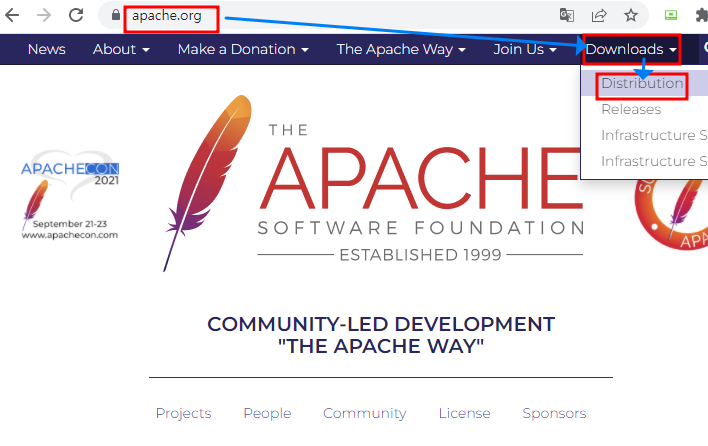 apache.org
News About Make a Donation The Apache Way Join Us Downloads
Distribution
Releases
Infrastructure S
Infrastructure S
THE
APACHE
SOFTWARE FOUNDATION
ESTABLISHED 1999
APACHECON
2021
September 21-23
www.apachecon.com
APA
COMMUNITY-LED DEVELOPMENT
"THE APACHE WAY"
Projects People Community License Sponsors